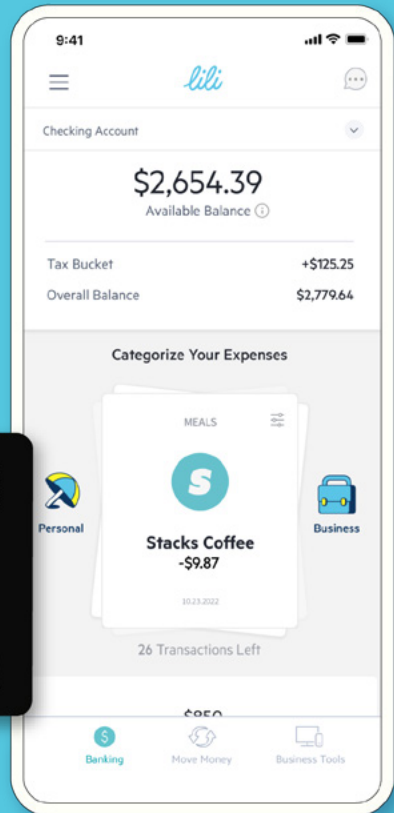 9:41
lili
Checking Account
$2,654.39
Available Balance
Tax Bucket +$125.25
Overall Balance $2,779.64
Categorize Your Expenses
MEALS
S
Personal
Business
Stacks Coffee
-$9.87
10.23.2022
26 Transactions Left
$850
$
Banking Move Money Business Tools